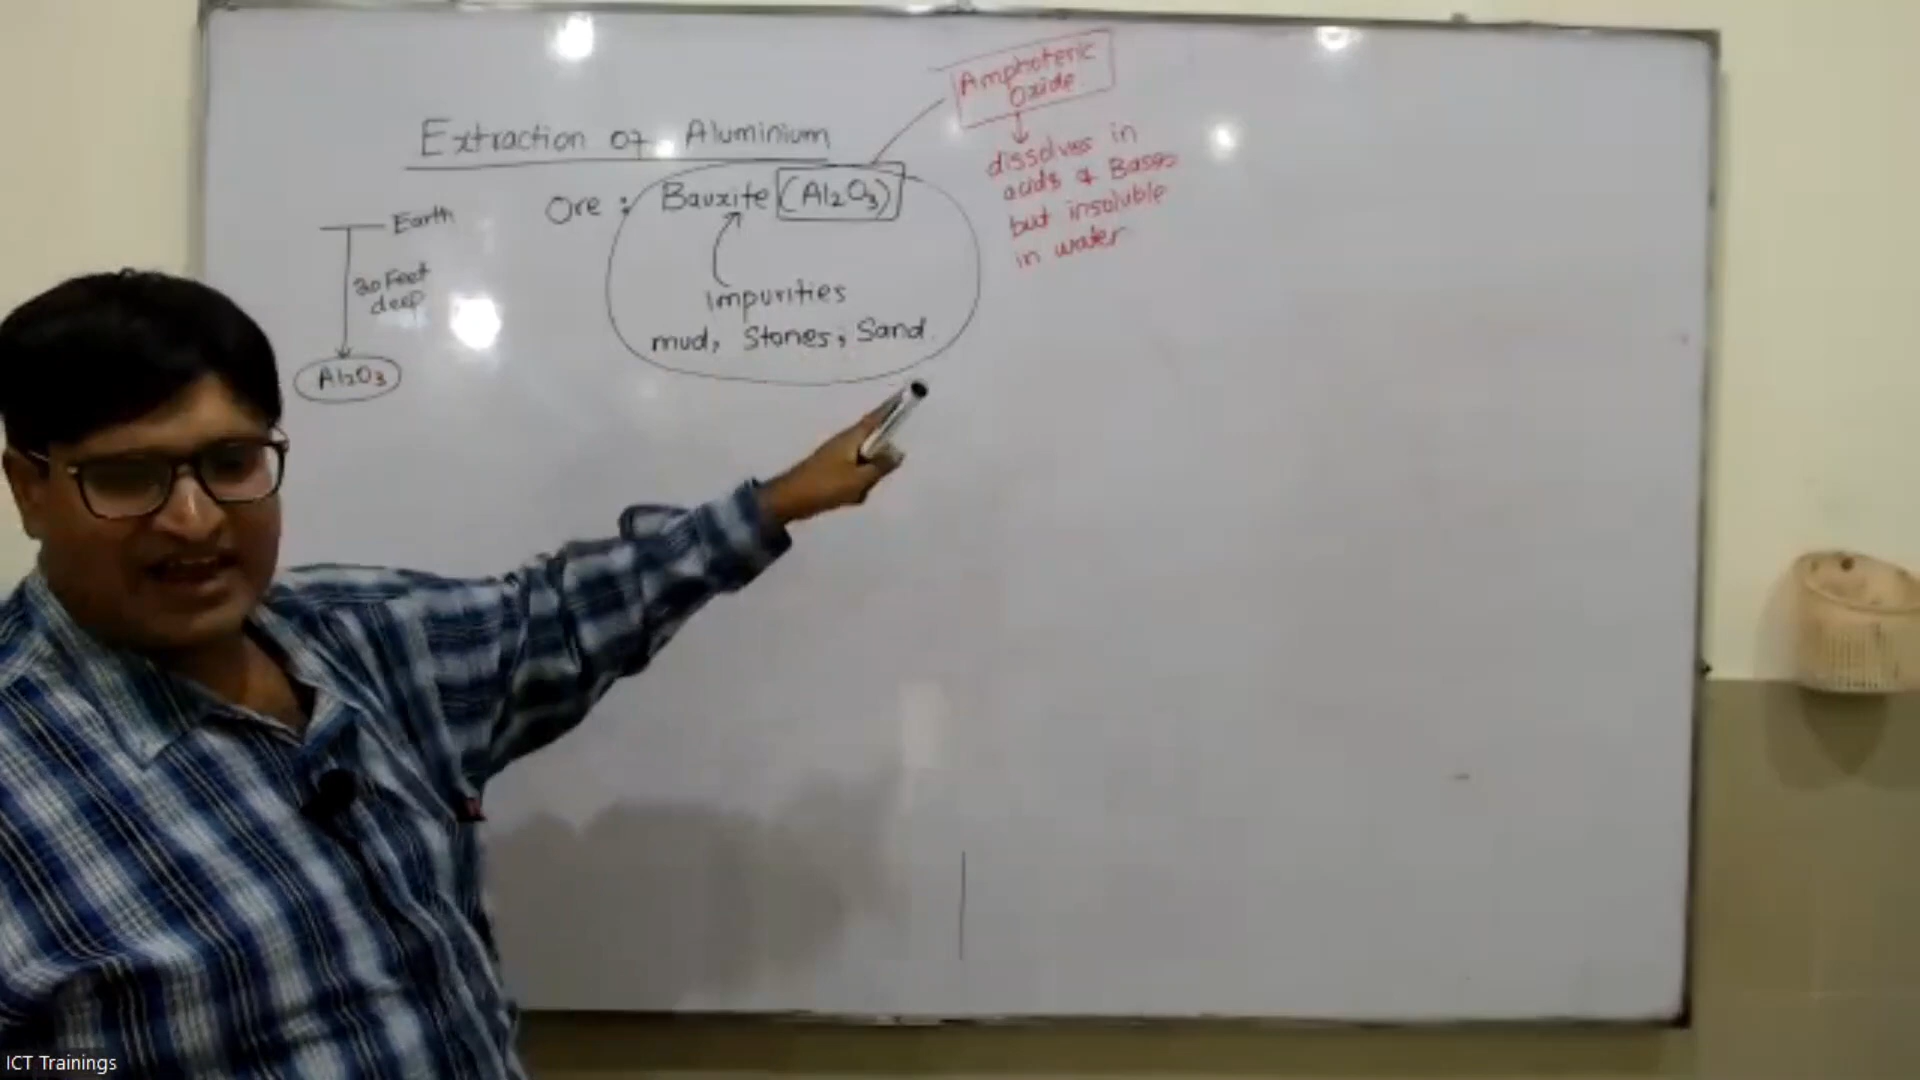 Amphoteric
Oxide
Extraction of Aluminium
dissolves in
acids & Bases
but insoluble
in water
Ore : Bauxite (Al₂O₃)
Earth
30 Feet
deep
Impurities
mud, Stones, Sand.
Al₂O₃
ICT Trainings